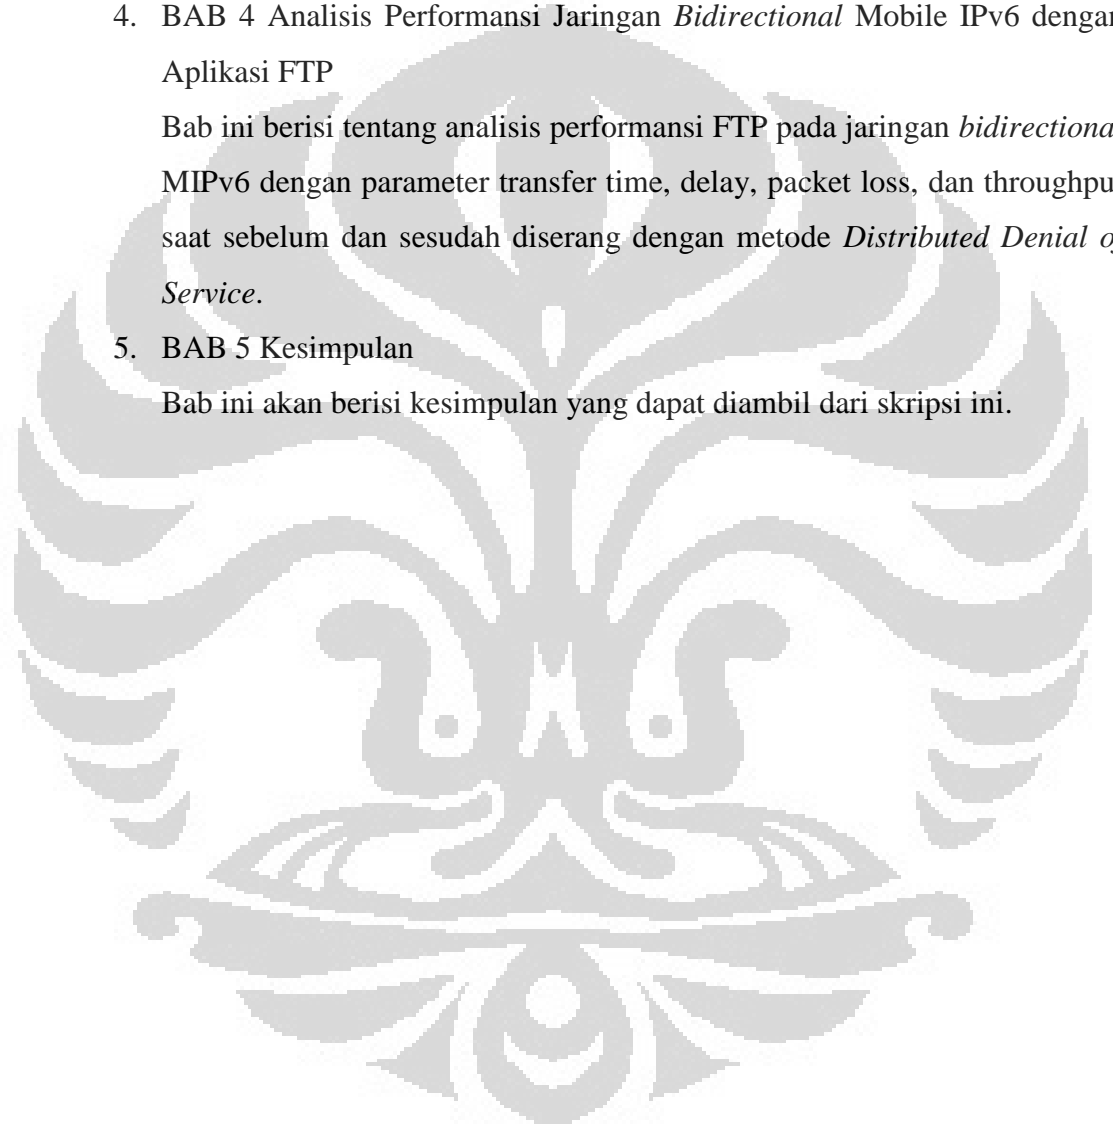 4. BAB 4 Analisis Performansi Jaringan Bidirectional Mobile IPv6 dengan
Aplikasi FTP
Bab ini berisi tentang analisis performansi FTP pada jaringan bidirectional
MIPv6 dengan parameter transfer time, delay, packet loss, dan throughput
saat sebelum dan sesudah diserang dengan metode Distributed Denial of
Service.
5. BAB 5 Kesimpulan
Bab ini akan berisi kesimpulan yang dapat diambil dari skripsi ini.